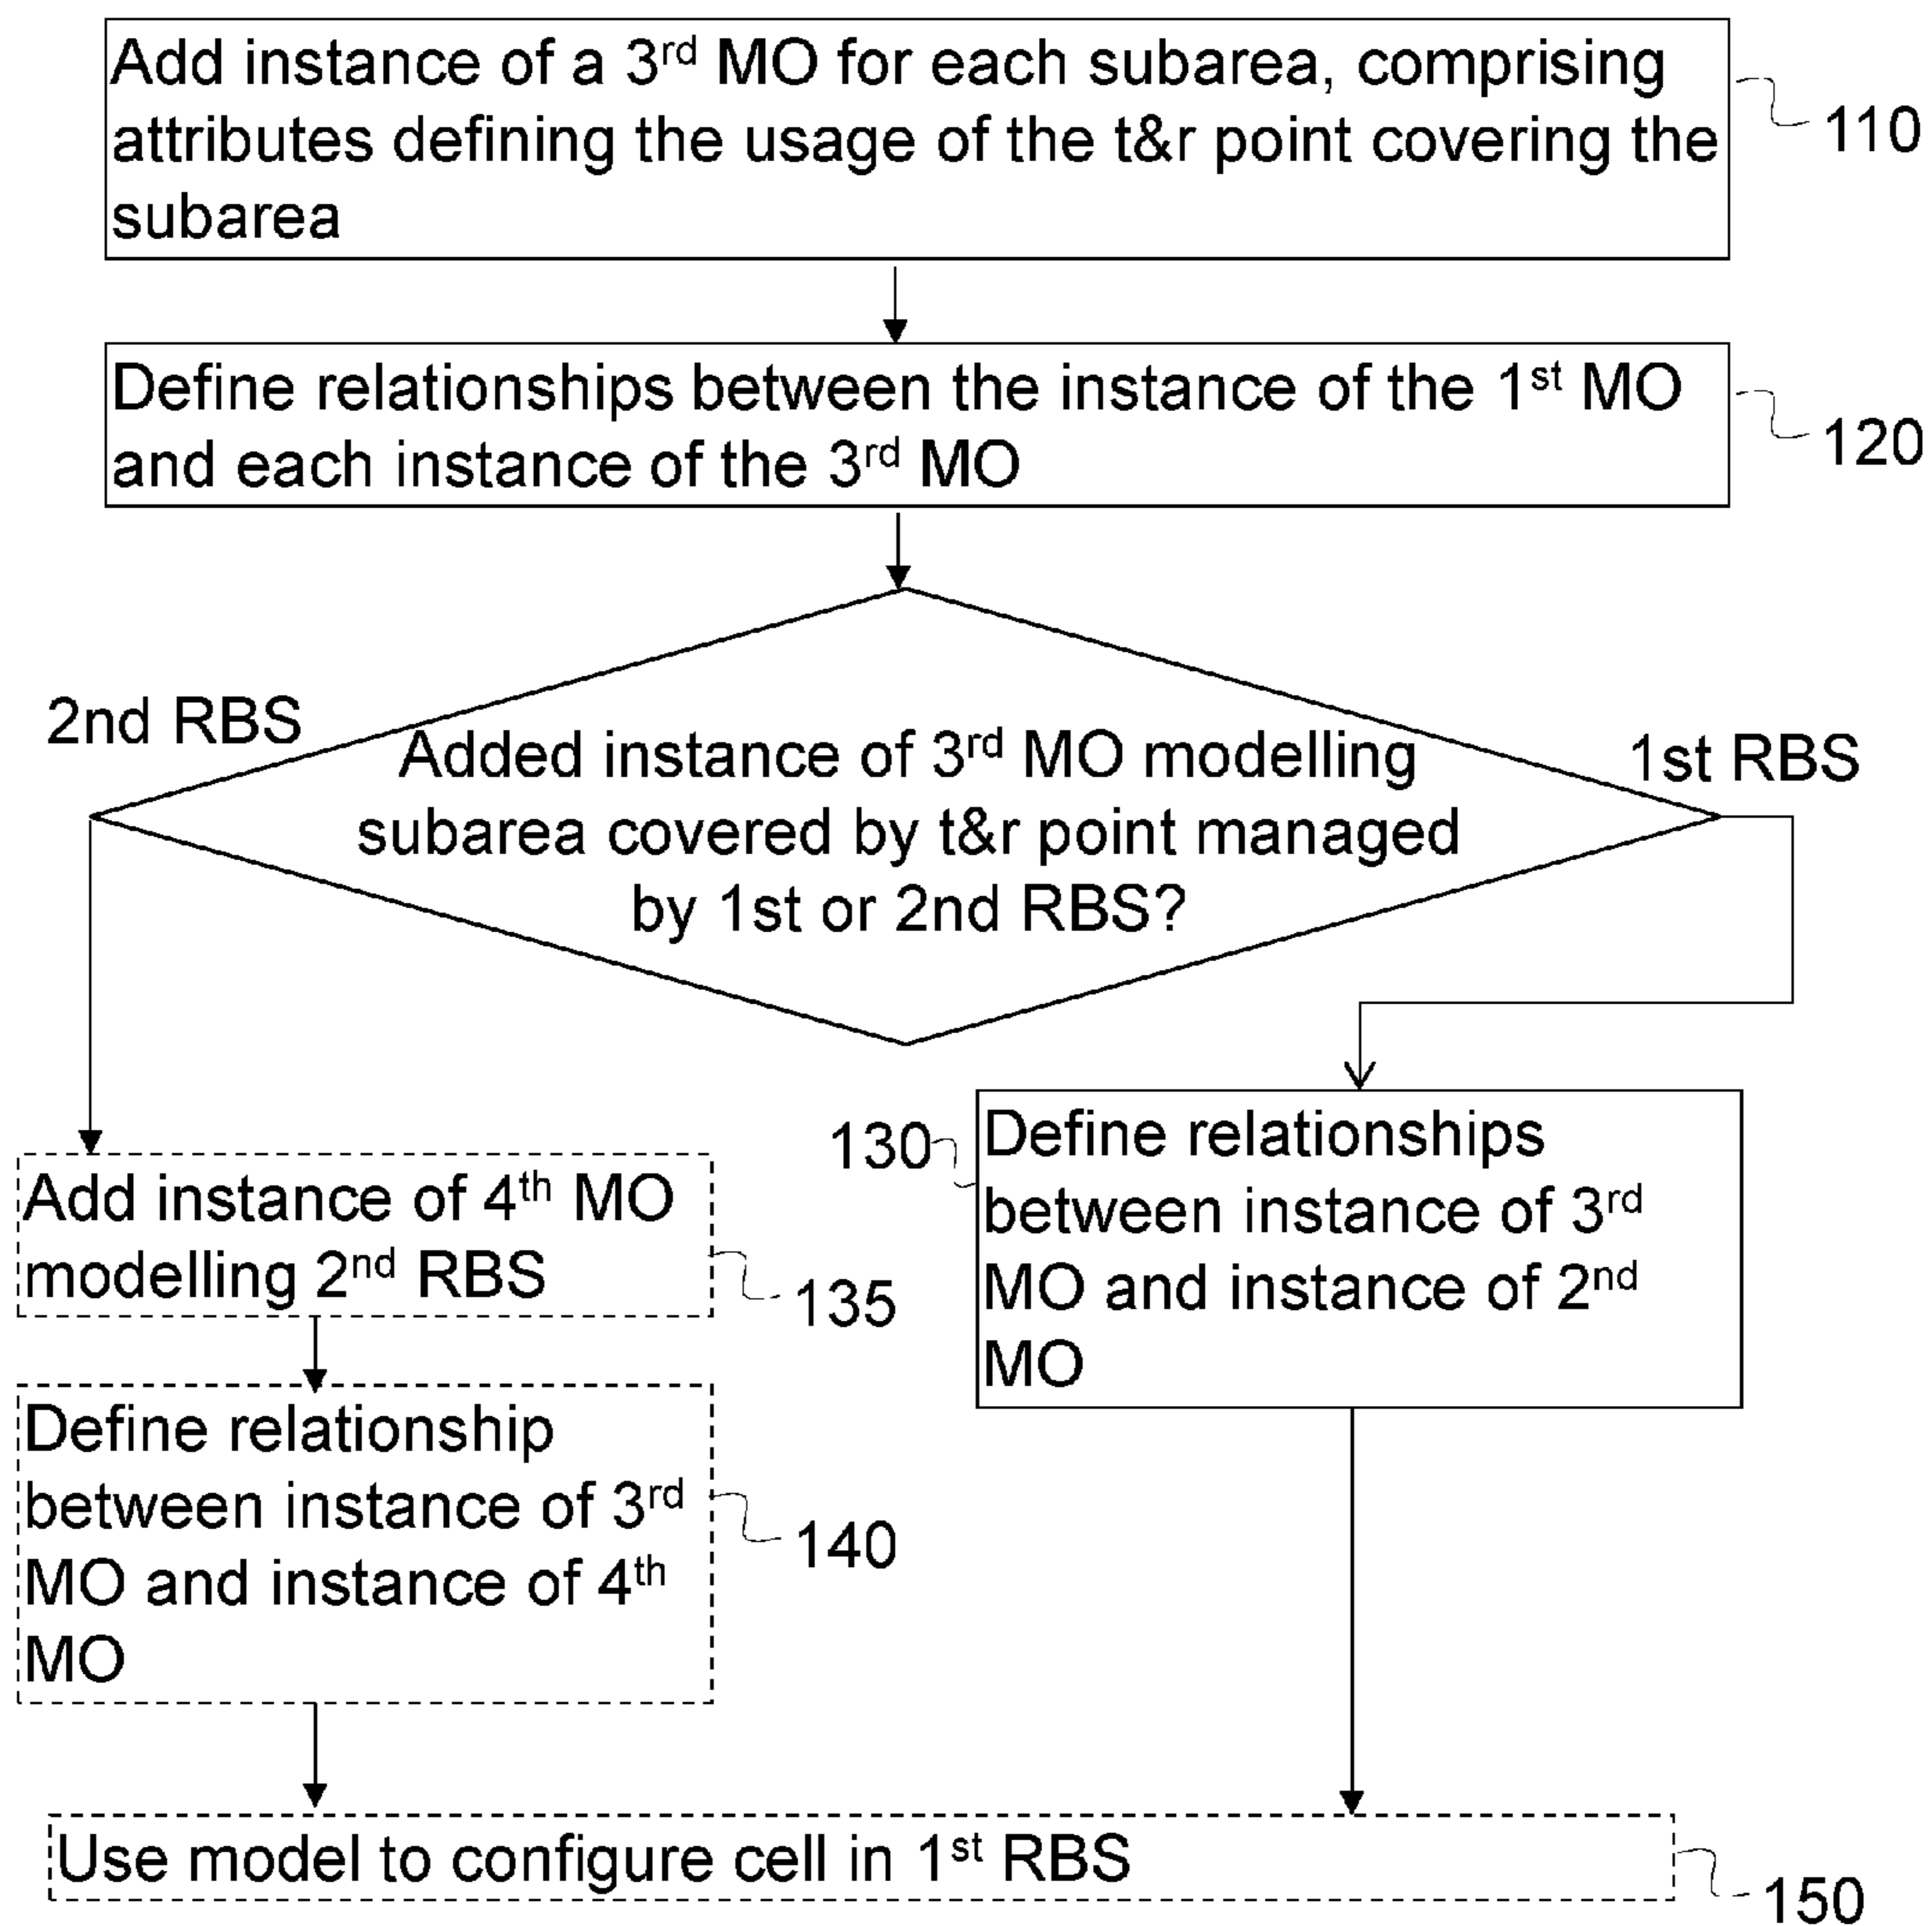 Add instance of a 3rd MO for each subarea, comprising
attributes defining the usage of the t&r point covering the
subarea
110
Define relationships between the instance of the 1st MO
and each instance of the 3rd MO
120
2nd RBS
1st RBS
Added instance of 3rd MO modelling
subarea covered by t&r point managed
by 1st or 2nd RBS?
130
Define relationships
between instance of 3rd
MO and instance of 2nd
MO
Add instance of 4th MO
modelling 2nd RBS
135
Define relationship
between instance of 3rd
MO and instance of 4th
MO
140
Use model to configure cell in 1st RBS
150